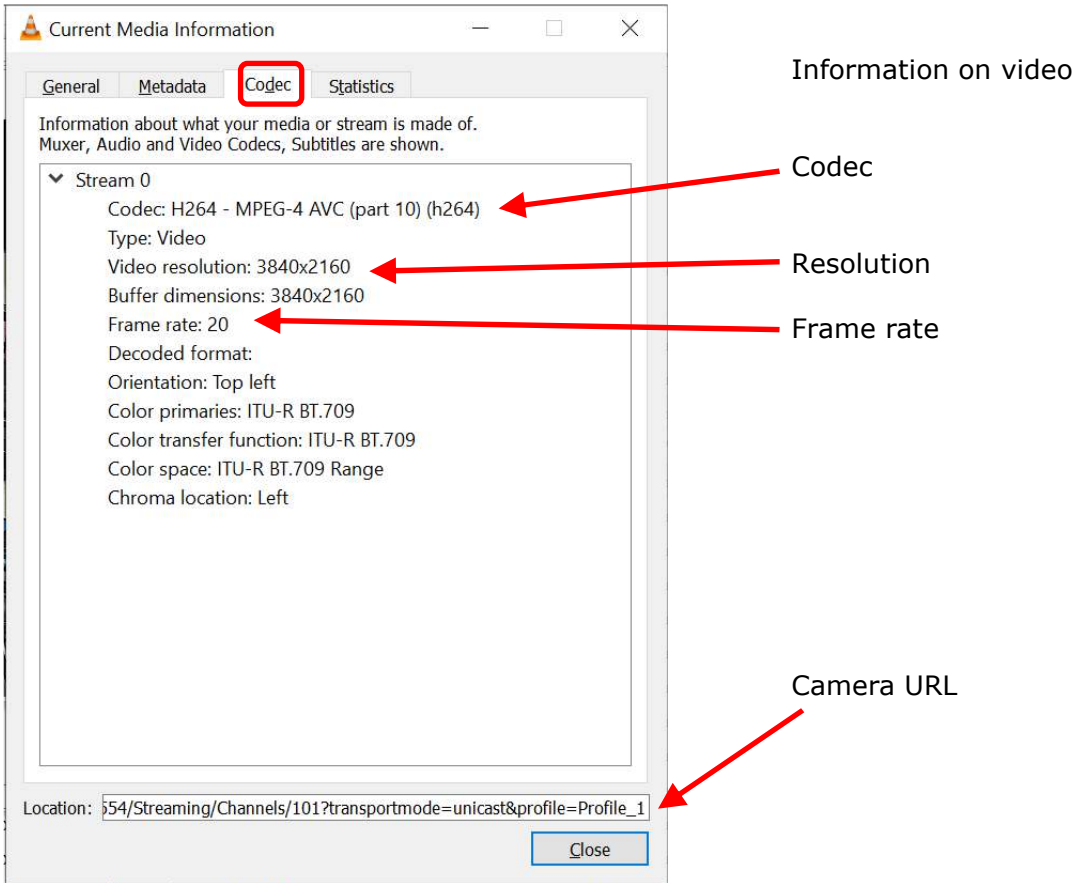 Current Media Information
Information on video
General Metadata Codec Statistics
Information about what your media or stream is made of.
Muxer, Audio and Video Codecs, Subtitles are shown.
Stream 0
Codec
Codec: H264 - MPEG-4 AVC (part 10) (h264)
Type: Video
Video resolution: 3840x2160
Resolution
Buffer dimensions: 3840x2160
Frame rate: 20
Frame rate
Decoded format:
Orientation: Top left
Color primaries: ITU-R BT.709
Color transfer function: ITU-R BT.709
Color space: ITU-R BT.709 Range
Chroma location: Left
Camera URL
Location: 554/Streaming/Channels/101?transportmode=unicast&profile=Profile_1
Close